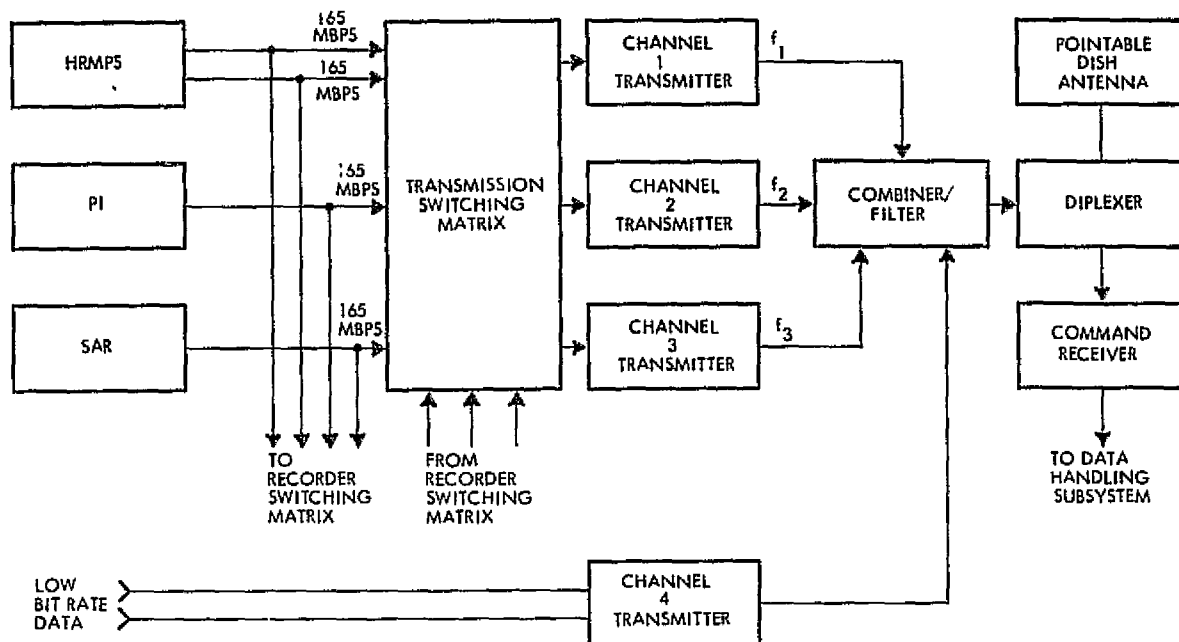 HRMPS
165
MBPS
165
MBPS
PI
165
MBPS
SAR
165
MBPS
TRANSMISSION
SWITCHING
MATRIX
TO
RECORDER
SWITCHING
MATRIX
FROM
RECORDER
SWITCHING
MATRIX
CHANNEL
1
TRANSMITTER
f1
CHANNEL
2
TRANSMITTER
f2
CHANNEL
3
TRANSMITTER
f3
COMBINER/
FILTER
POINTABLE
DISH
ANTENNA
DIPLEXER
COMMAND
RECEIVER
TO DATA
HANDLING
SUBSYSTEM
LOW
BIT RATE
DATA
CHANNEL
4
TRANSMITTER